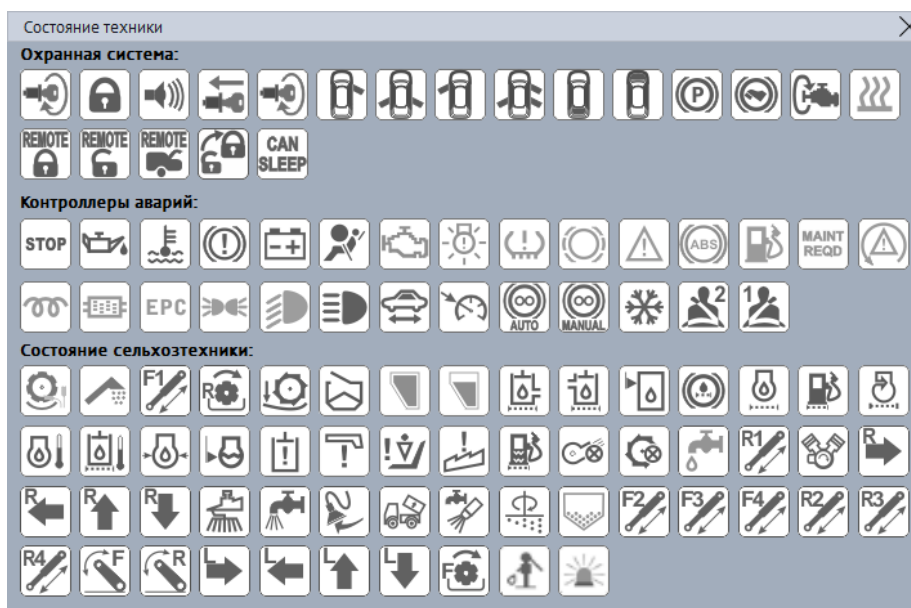 Состояние техники
Охранная система:
P
REMOTE REMOTE REMOTE CAN SLEEP
Контроллеры аварий:
STOP - + ABS MAINT REQD
EPC AUTO MANUAL 2 1
Состояние сельхозтехники:
F1 R
! ! ! R1 R
R R R F2 F3 F4 R2 R3
R4 F R L L L L F